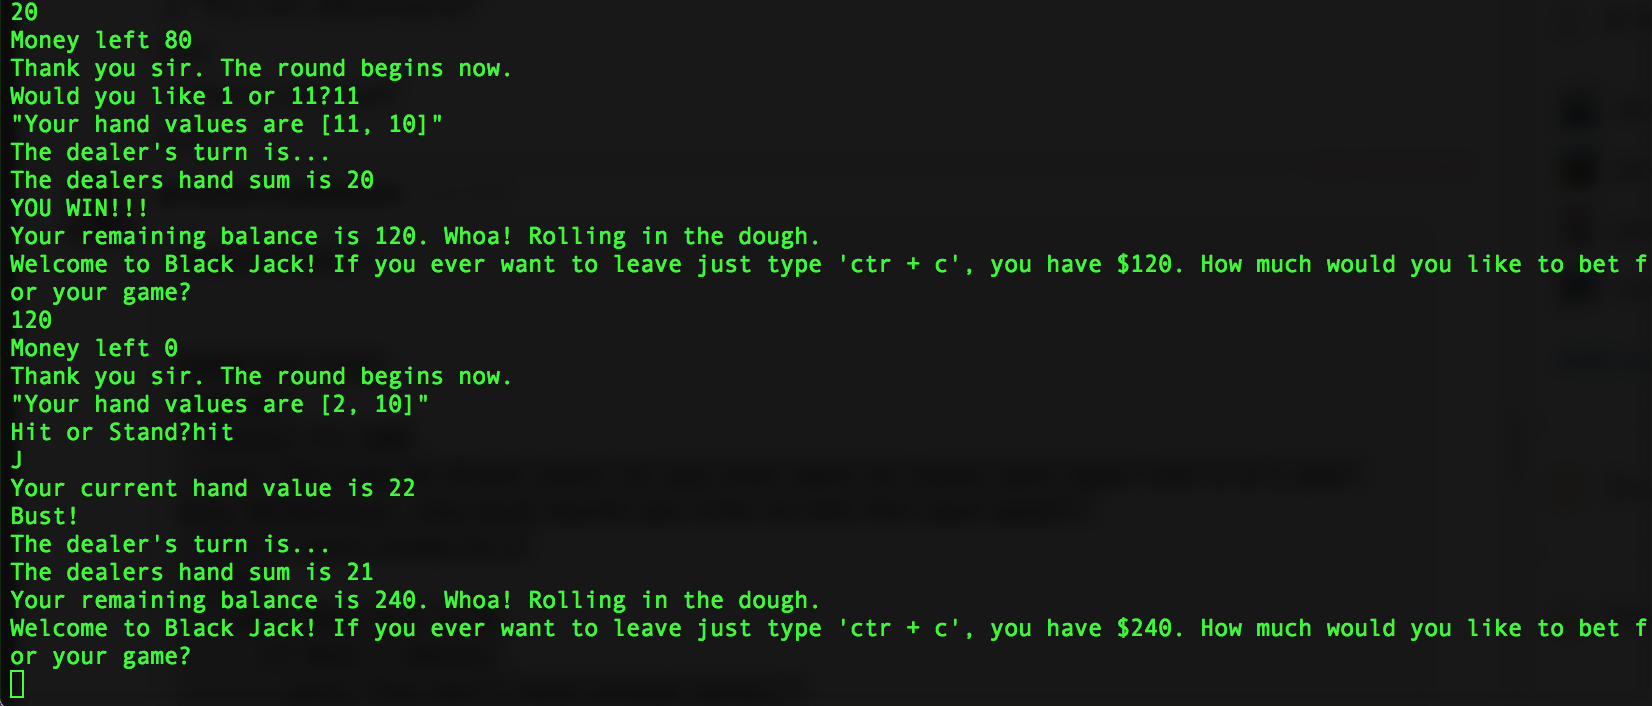 20
Money left 80
Thank you sir. The round begins now.
Would you like 1 or 11?11
"Your hand values are [11, 10]"
The dealer's turn is...
The dealers hand sum is 20
YOU WIN!!!
Your remaining balance is 120. Whoa! Rolling in the dough.
Welcome to Black Jack! If you ever want to leave just type 'ctr + c', you have $120. How much would you like to bet f
or your game?
120
Money left 0
Thank you sir. The round begins now.
"Your hand values are [2, 10]"
Hit or Stand?hit
J
Your current hand value is 22
Bust!
The dealer's turn is...
The dealers hand sum is 21
Your remaining balance is 240. Whoa! Rolling in the dough.
Welcome to Black Jack! If you ever want to leave just type 'ctr + c', you have $240. How much would you like to bet f
or your game?